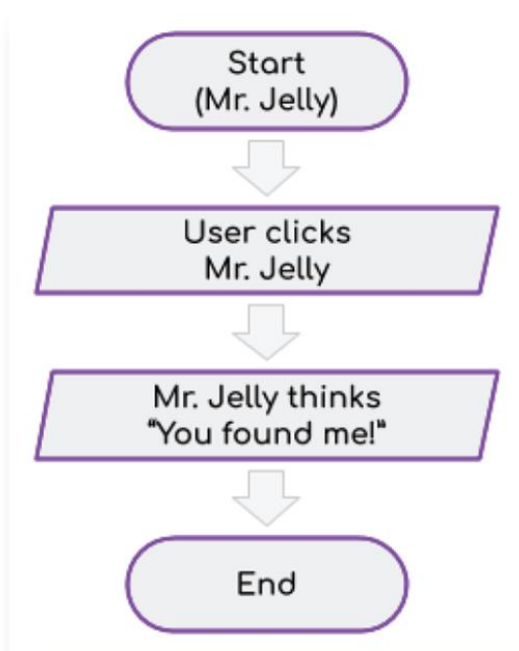 Start
(Mr. Jelly)
User clicks
Mr. Jelly
Mr. Jelly thinks
“You found me!”
End